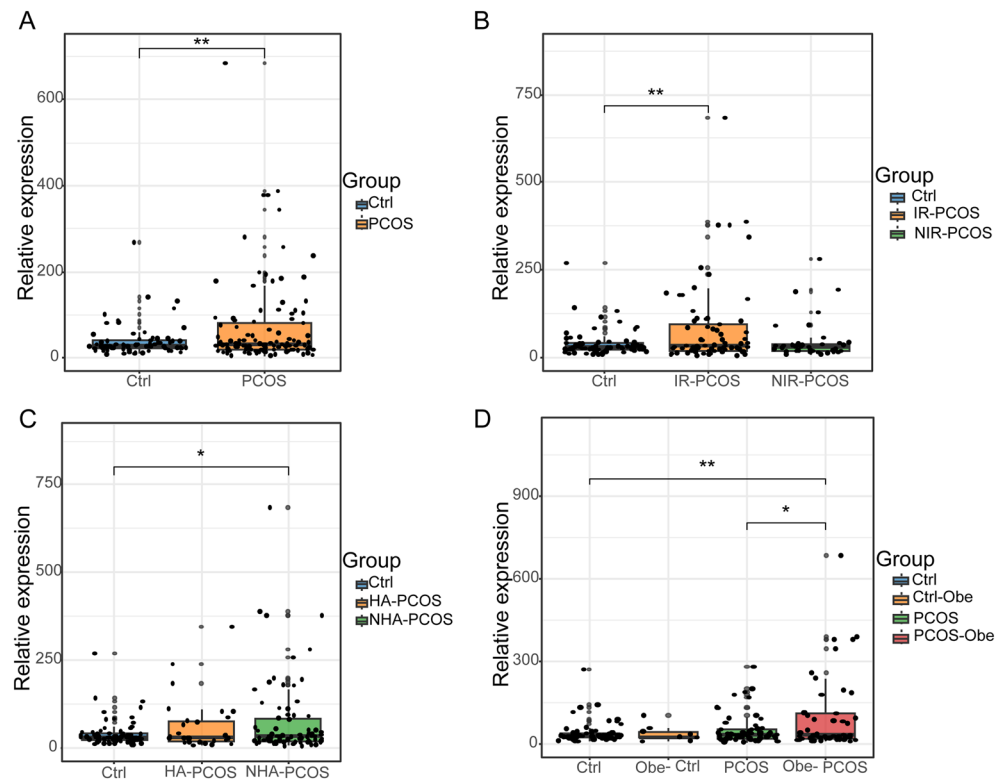 A
Relative expression
600
400
200
0
**
Ctrl
PCOS
Group
Ctrl
PCOS
B
Relative expression
750
500
250
0
**
Ctrl
IR-PCOS
NIR-PCOS
Group
Ctrl
IR-PCOS
NIR-PCOS
C
Relative expression
750
500
250
0
*
Ctrl
HA-PCOS
NHA-PCOS
Group
Ctrl
HA-PCOS
NHA-PCOS
D
Relative expression
900
600
300
0
**
*
Ctrl
Obe- Ctrl
PCOS
Obe- PCOS
Group
Ctrl
Ctrl-Obe
PCOS
PCOS-Obe